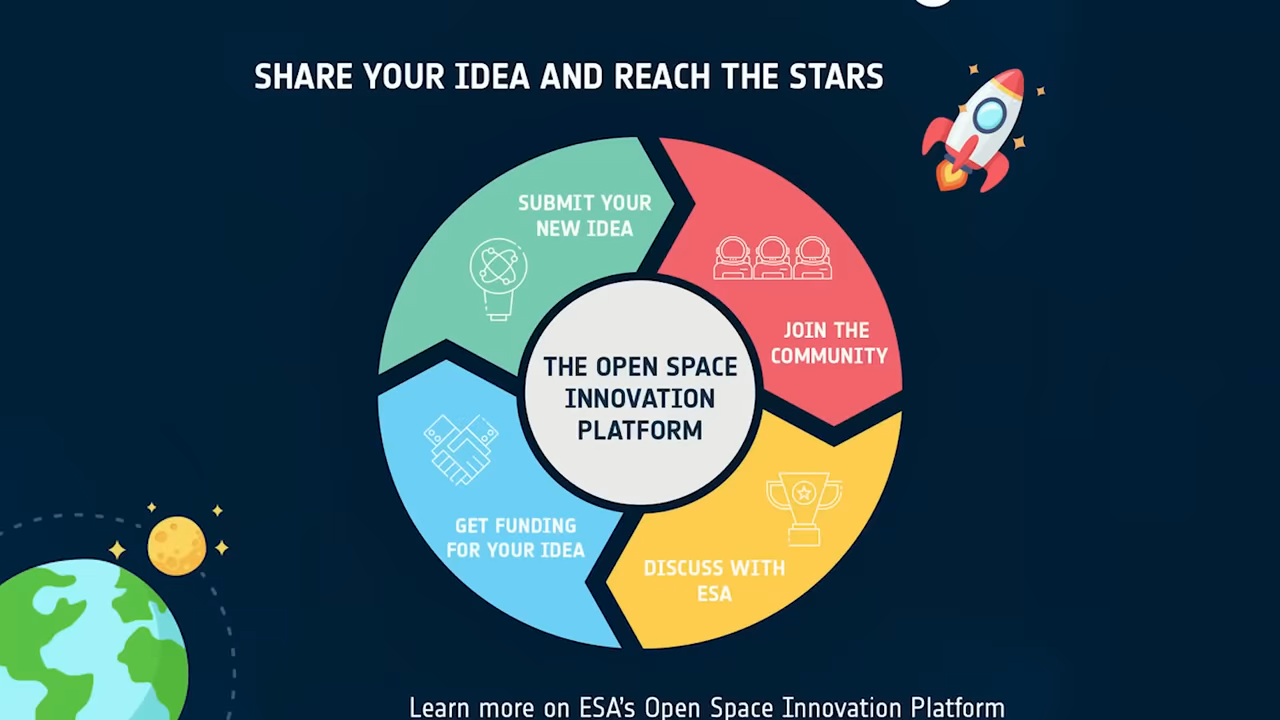 SHARE YOUR IDEA AND REACH THE STARS
SUBMIT YOUR
NEW IDEA
JOIN THE
COMMUNITY
THE OPEN SPACE
INNOVATION
PLATFORM
GET FUNDING
FOR YOUR IDEA
DISCUSS WITH
ESA
Learn more on ESA's Open Space Innovation Platform